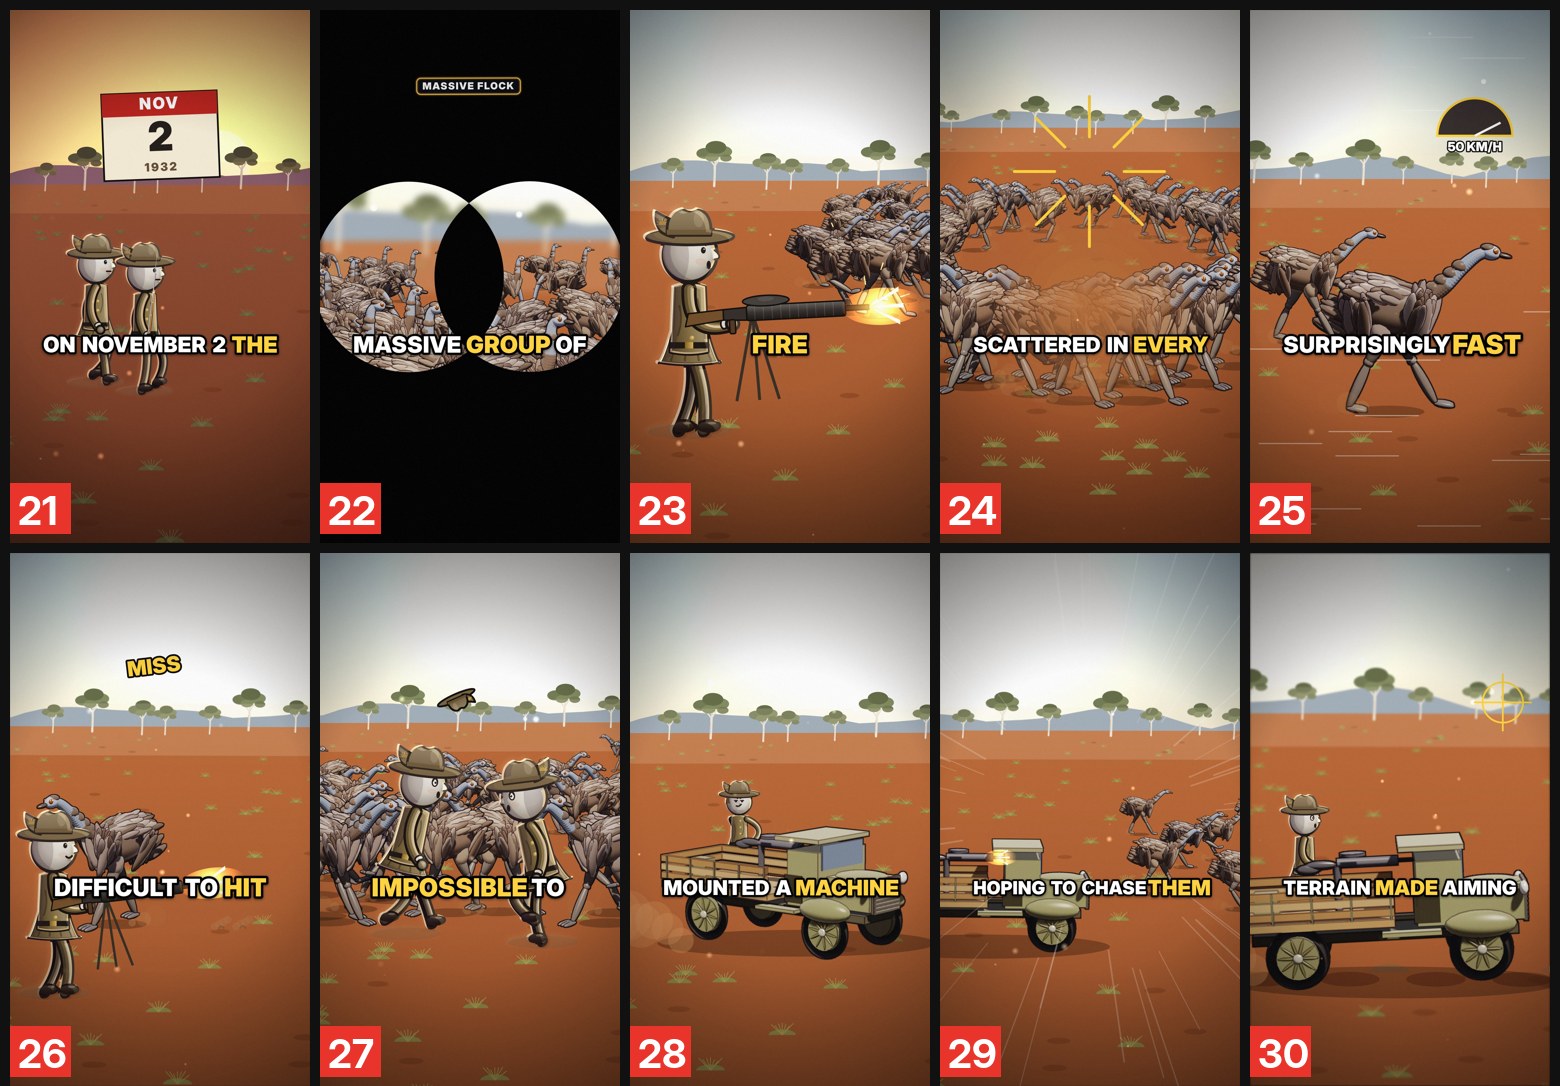 NOV
2
1932
ON NOVEMBER 2 THE
21
MASSIVE FLOCK
MASSIVE GROUP OF
22
FIRE
23
SCATTERED IN EVERY
24
50 KM/H
SURPRISINGLY FAST
25
MISS
DIFFICULT TO HIT
26
IMPOSSIBLE TO
27
MOUNTED A MACHINE
28
HOPING TO CHASE THEM
29
TERRAIN MADE AIMING
30